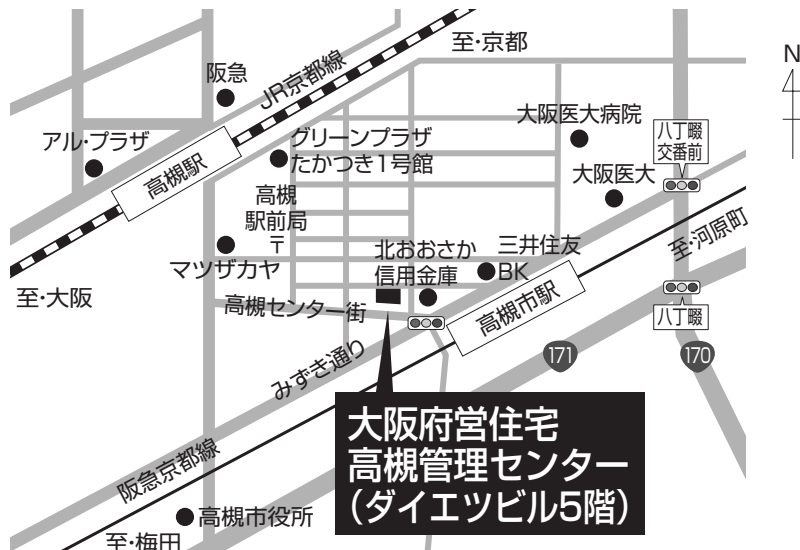 至・京都
N
阪急
JR京都線
大阪医大病院
八丁畷
交番前
アル・プラザ
グリーンプラザ
たかつき1号館
高槻駅
大阪医大
高槻
駅前局
〒
マツザカヤ
北おおさか
信用金庫
三井住友
BK
至・河原町
至・大阪
高槻センター街
高槻市駅
八丁畷
みずき通り
171
170
大阪府営住宅
高槻管理センター
（ダイエツビル5階）
阪急京都線
高槻市役所
至・梅田